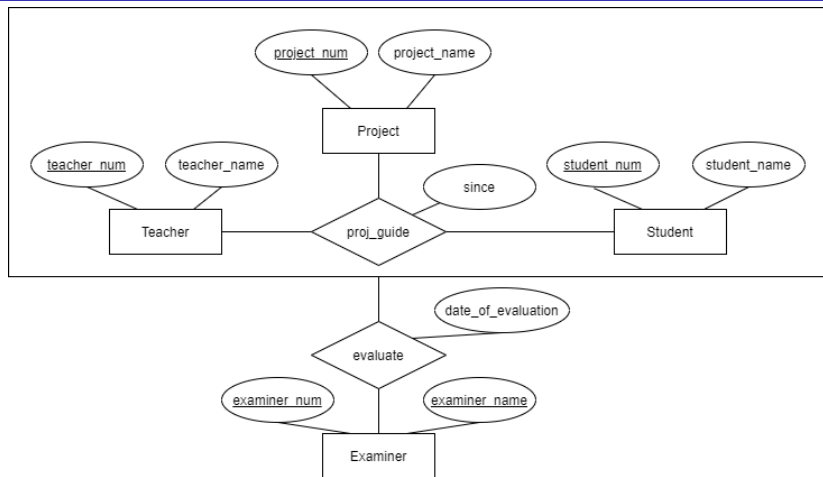 project_num project_name
Project
teacher_num teacher_name student_num student_name
since
Teacher proj_guide Student
date_of_evaluation
evaluate
examiner_num examiner_name
Examiner